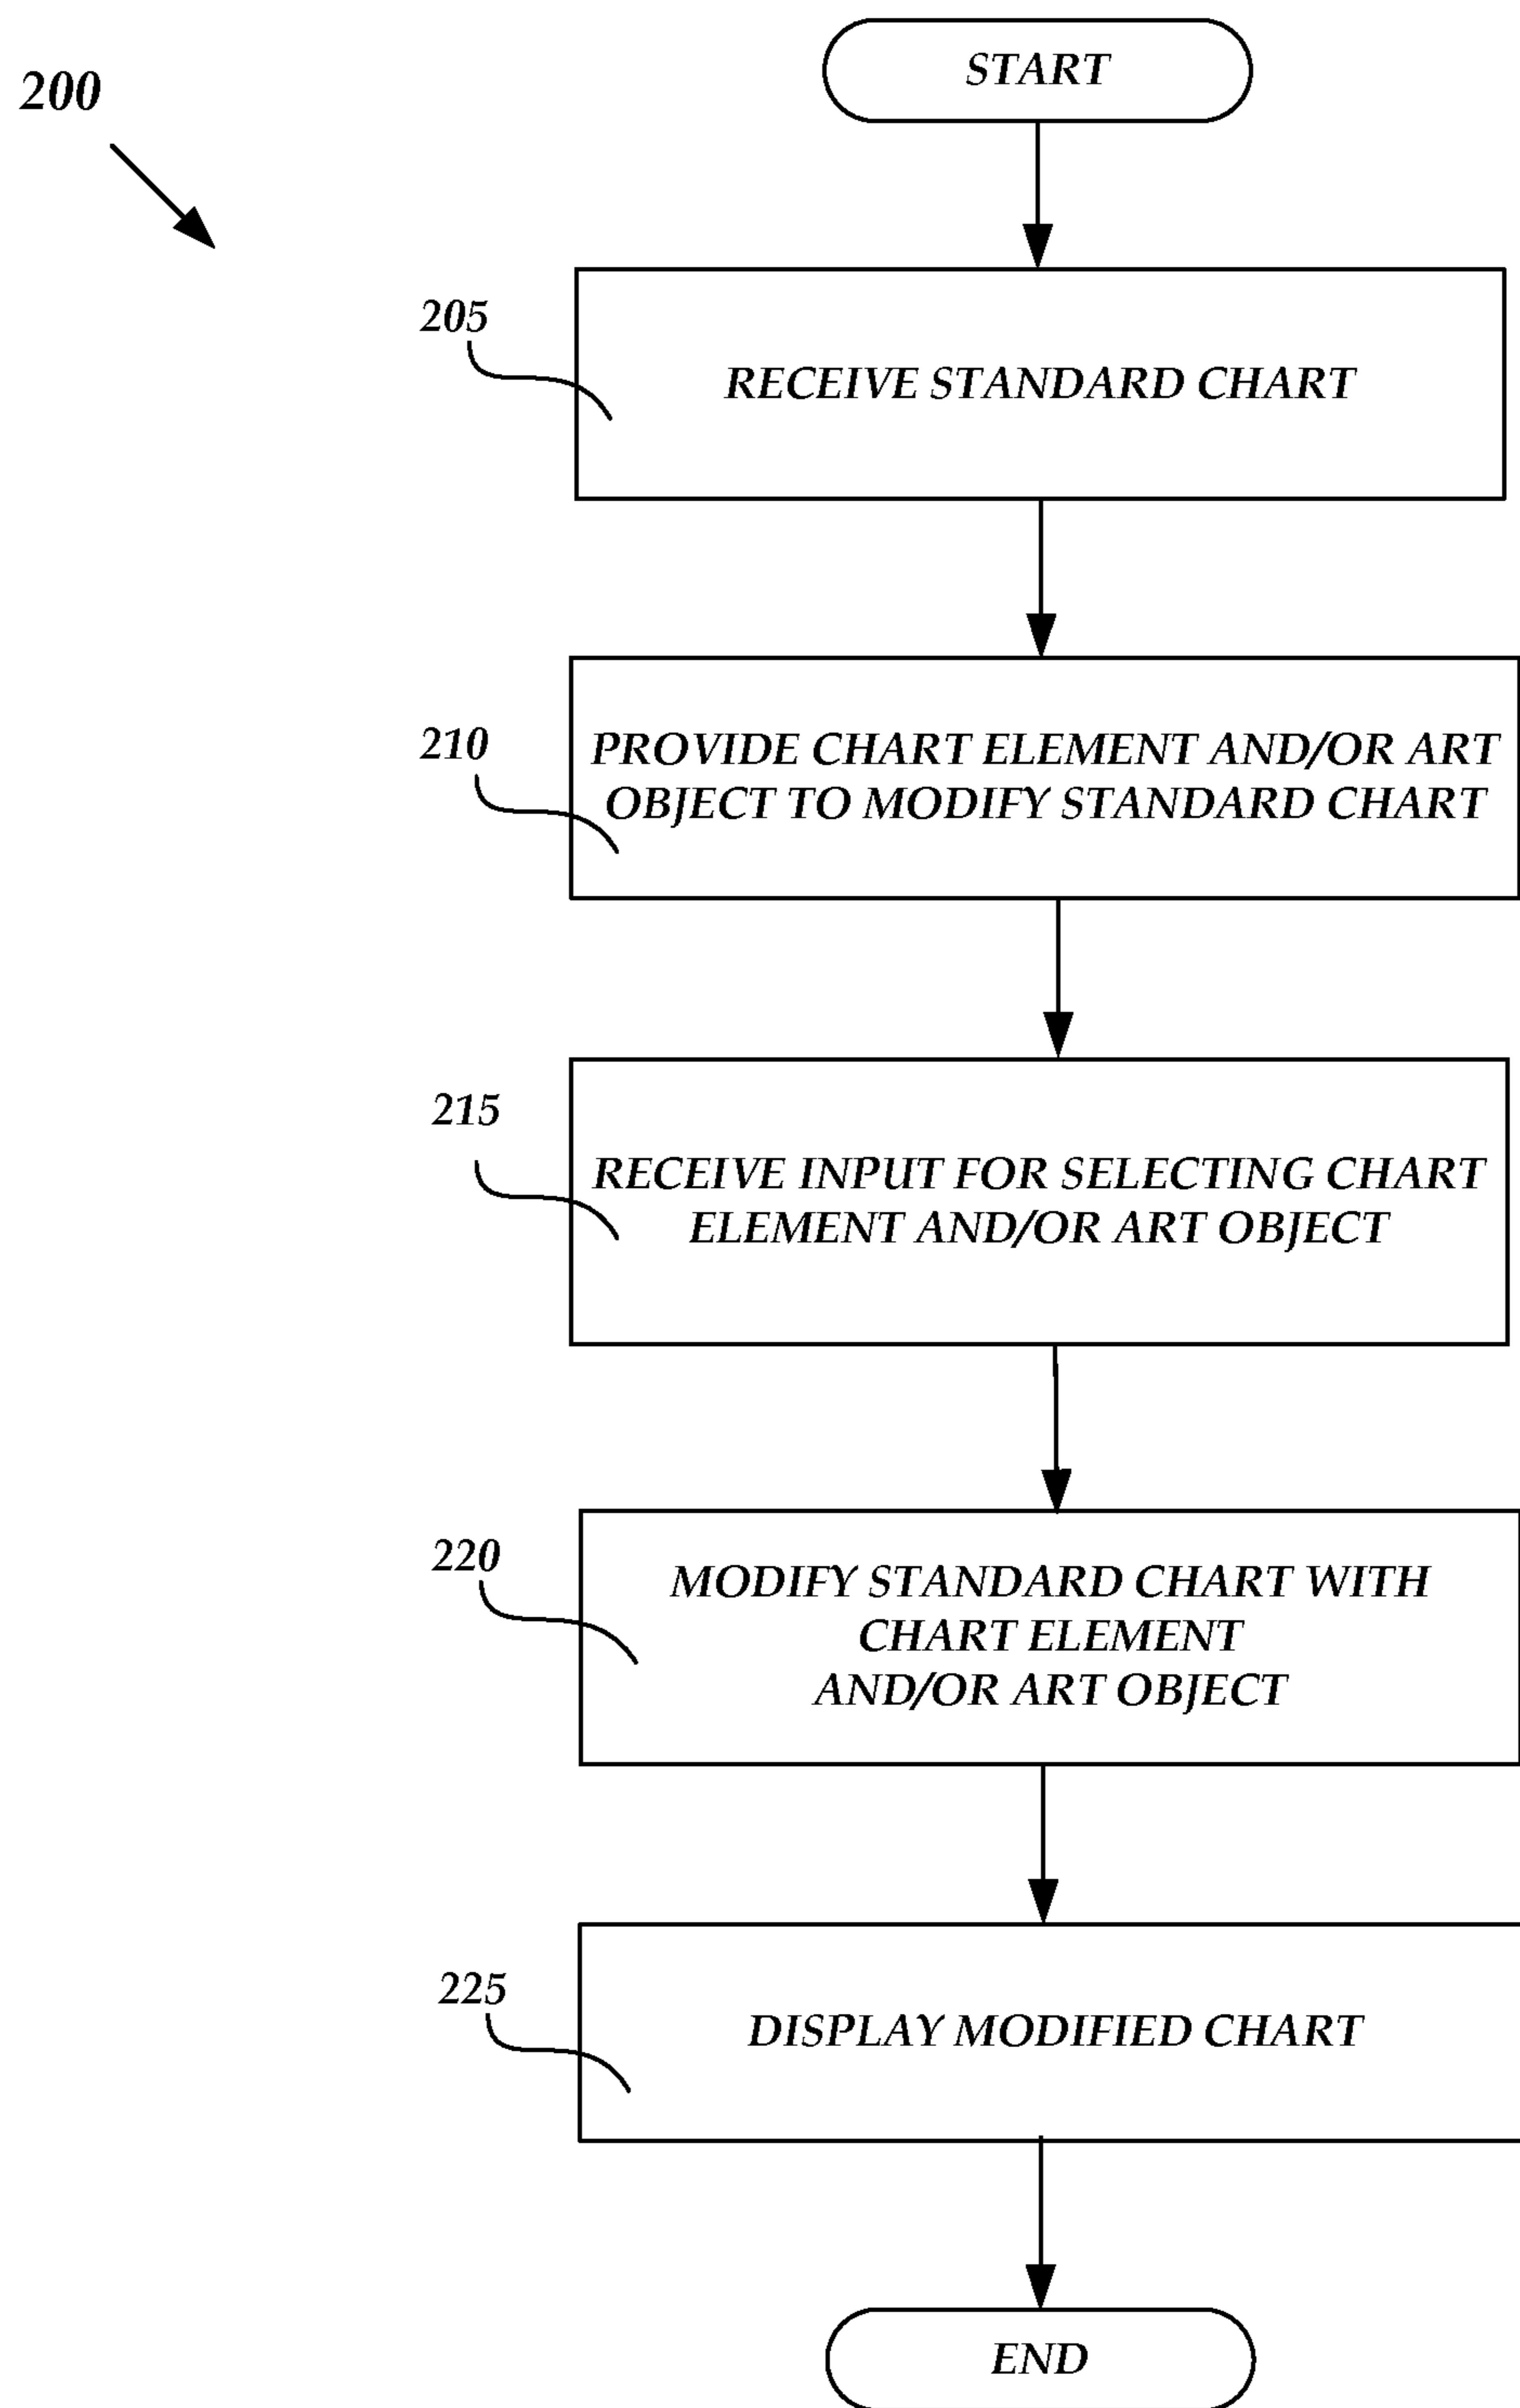 200
START
205
RECEIVE STANDARD CHART
210
PROVIDE CHART ELEMENT AND/OR ART
OBJECT TO MODIFY STANDARD CHART
215
RECEIVE INPUT FOR SELECTING CHART
ELEMENT AND/OR ART OBJECT
220
MODIFY STANDARD CHART WITH
CHART ELEMENT
AND/OR ART OBJECT
225
DISPLAY MODIFIED CHART
END